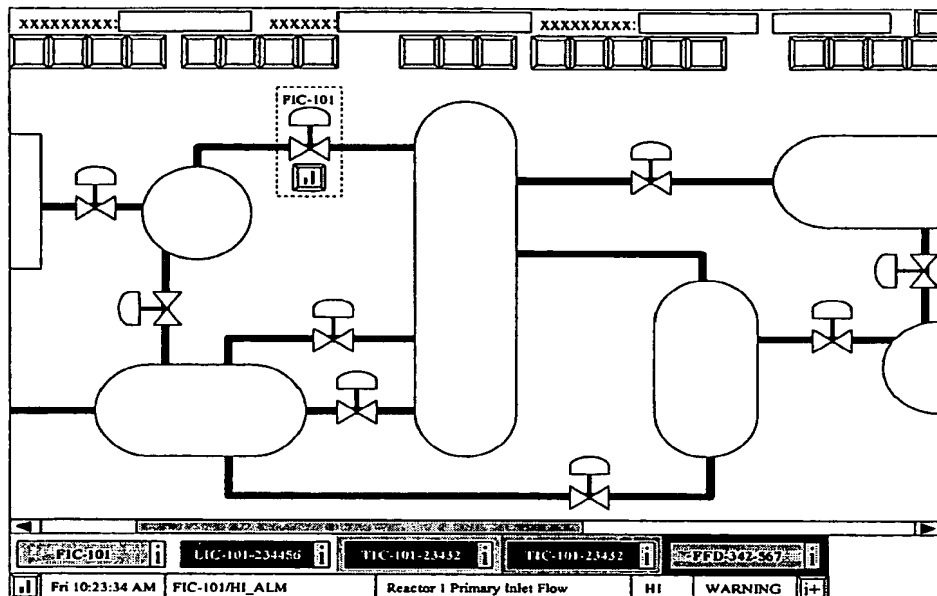 xxxxxxxxx: xxxxxx: xxxxxxxxx:
FIC-101
FIC-101 i LIC-101-234456 i TIC-101-23432 i TIC-101-23432 i FFD-342-567 i
Fri 10:23:34 AM FIC-101/HI_ALM Reactor 1 Primary Inlet Flow HI WARNING i+